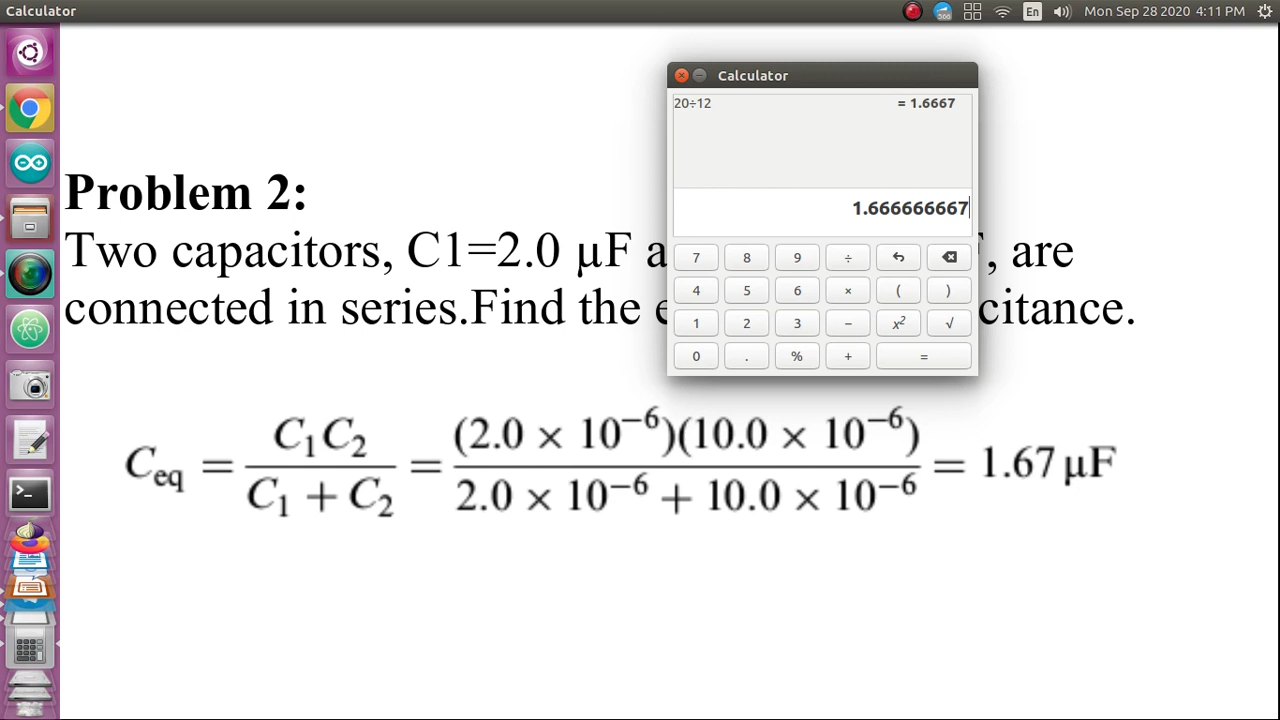 Calculator
En
Mon Sep 28 2020 4:11 PM
Calculator
20÷12 = 1.6667
1.666666667
7 8 9 ÷
4 5 6 × ( )
1 2 3 − x² √
0 . % + =
Problem 2:
Two capacitors, C1=2.0 µF , are
connected in series.Find the
C_eq = C₁C₂ / (C₁ + C₂) = (2.0 × 10⁻⁶)(10.0 × 10⁻⁶) / (2.0 × 10⁻⁶ + 10.0 × 10⁻⁶) = 1.67 µF